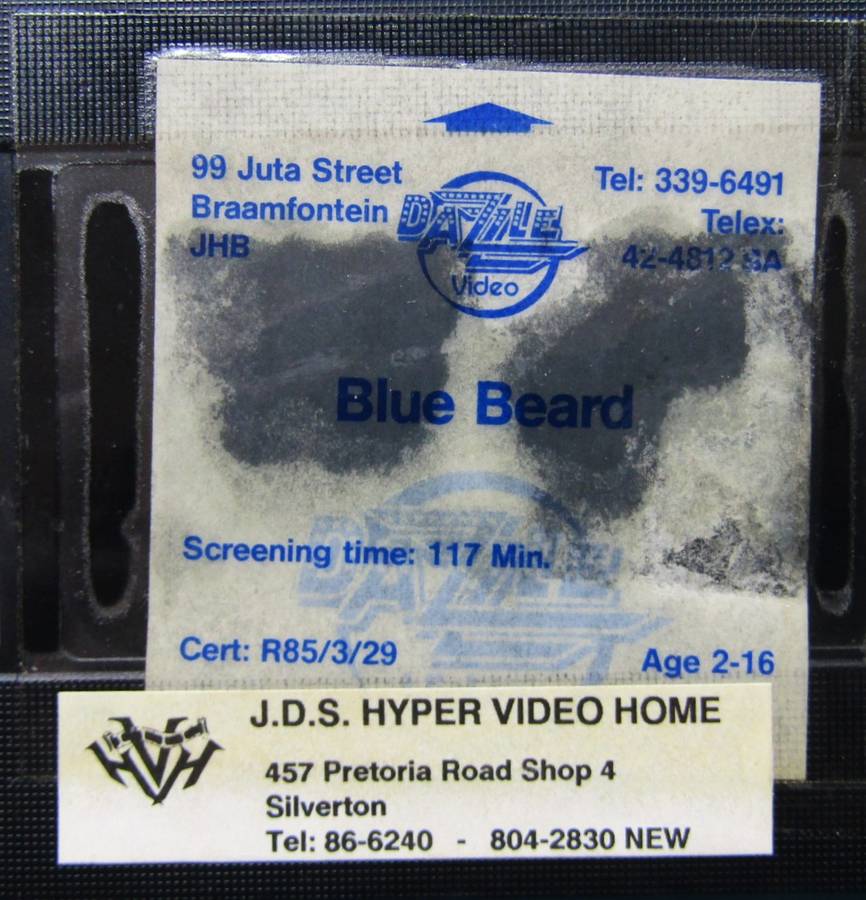 99 Juta Street
Braamfontein
JHB
DAZZLE
Video
Tel: 339-6491
Telex:
42-4812 SA
Blue Beard
DAZZLE
Screening time: 117 Min.
Cert: R85/3/29
Age 2-16
HVH
J.D.S. HYPER VIDEO HOME
457 Pretoria Road Shop 4
Silverton
Tel: 86-6240 - 804-2830 NEW